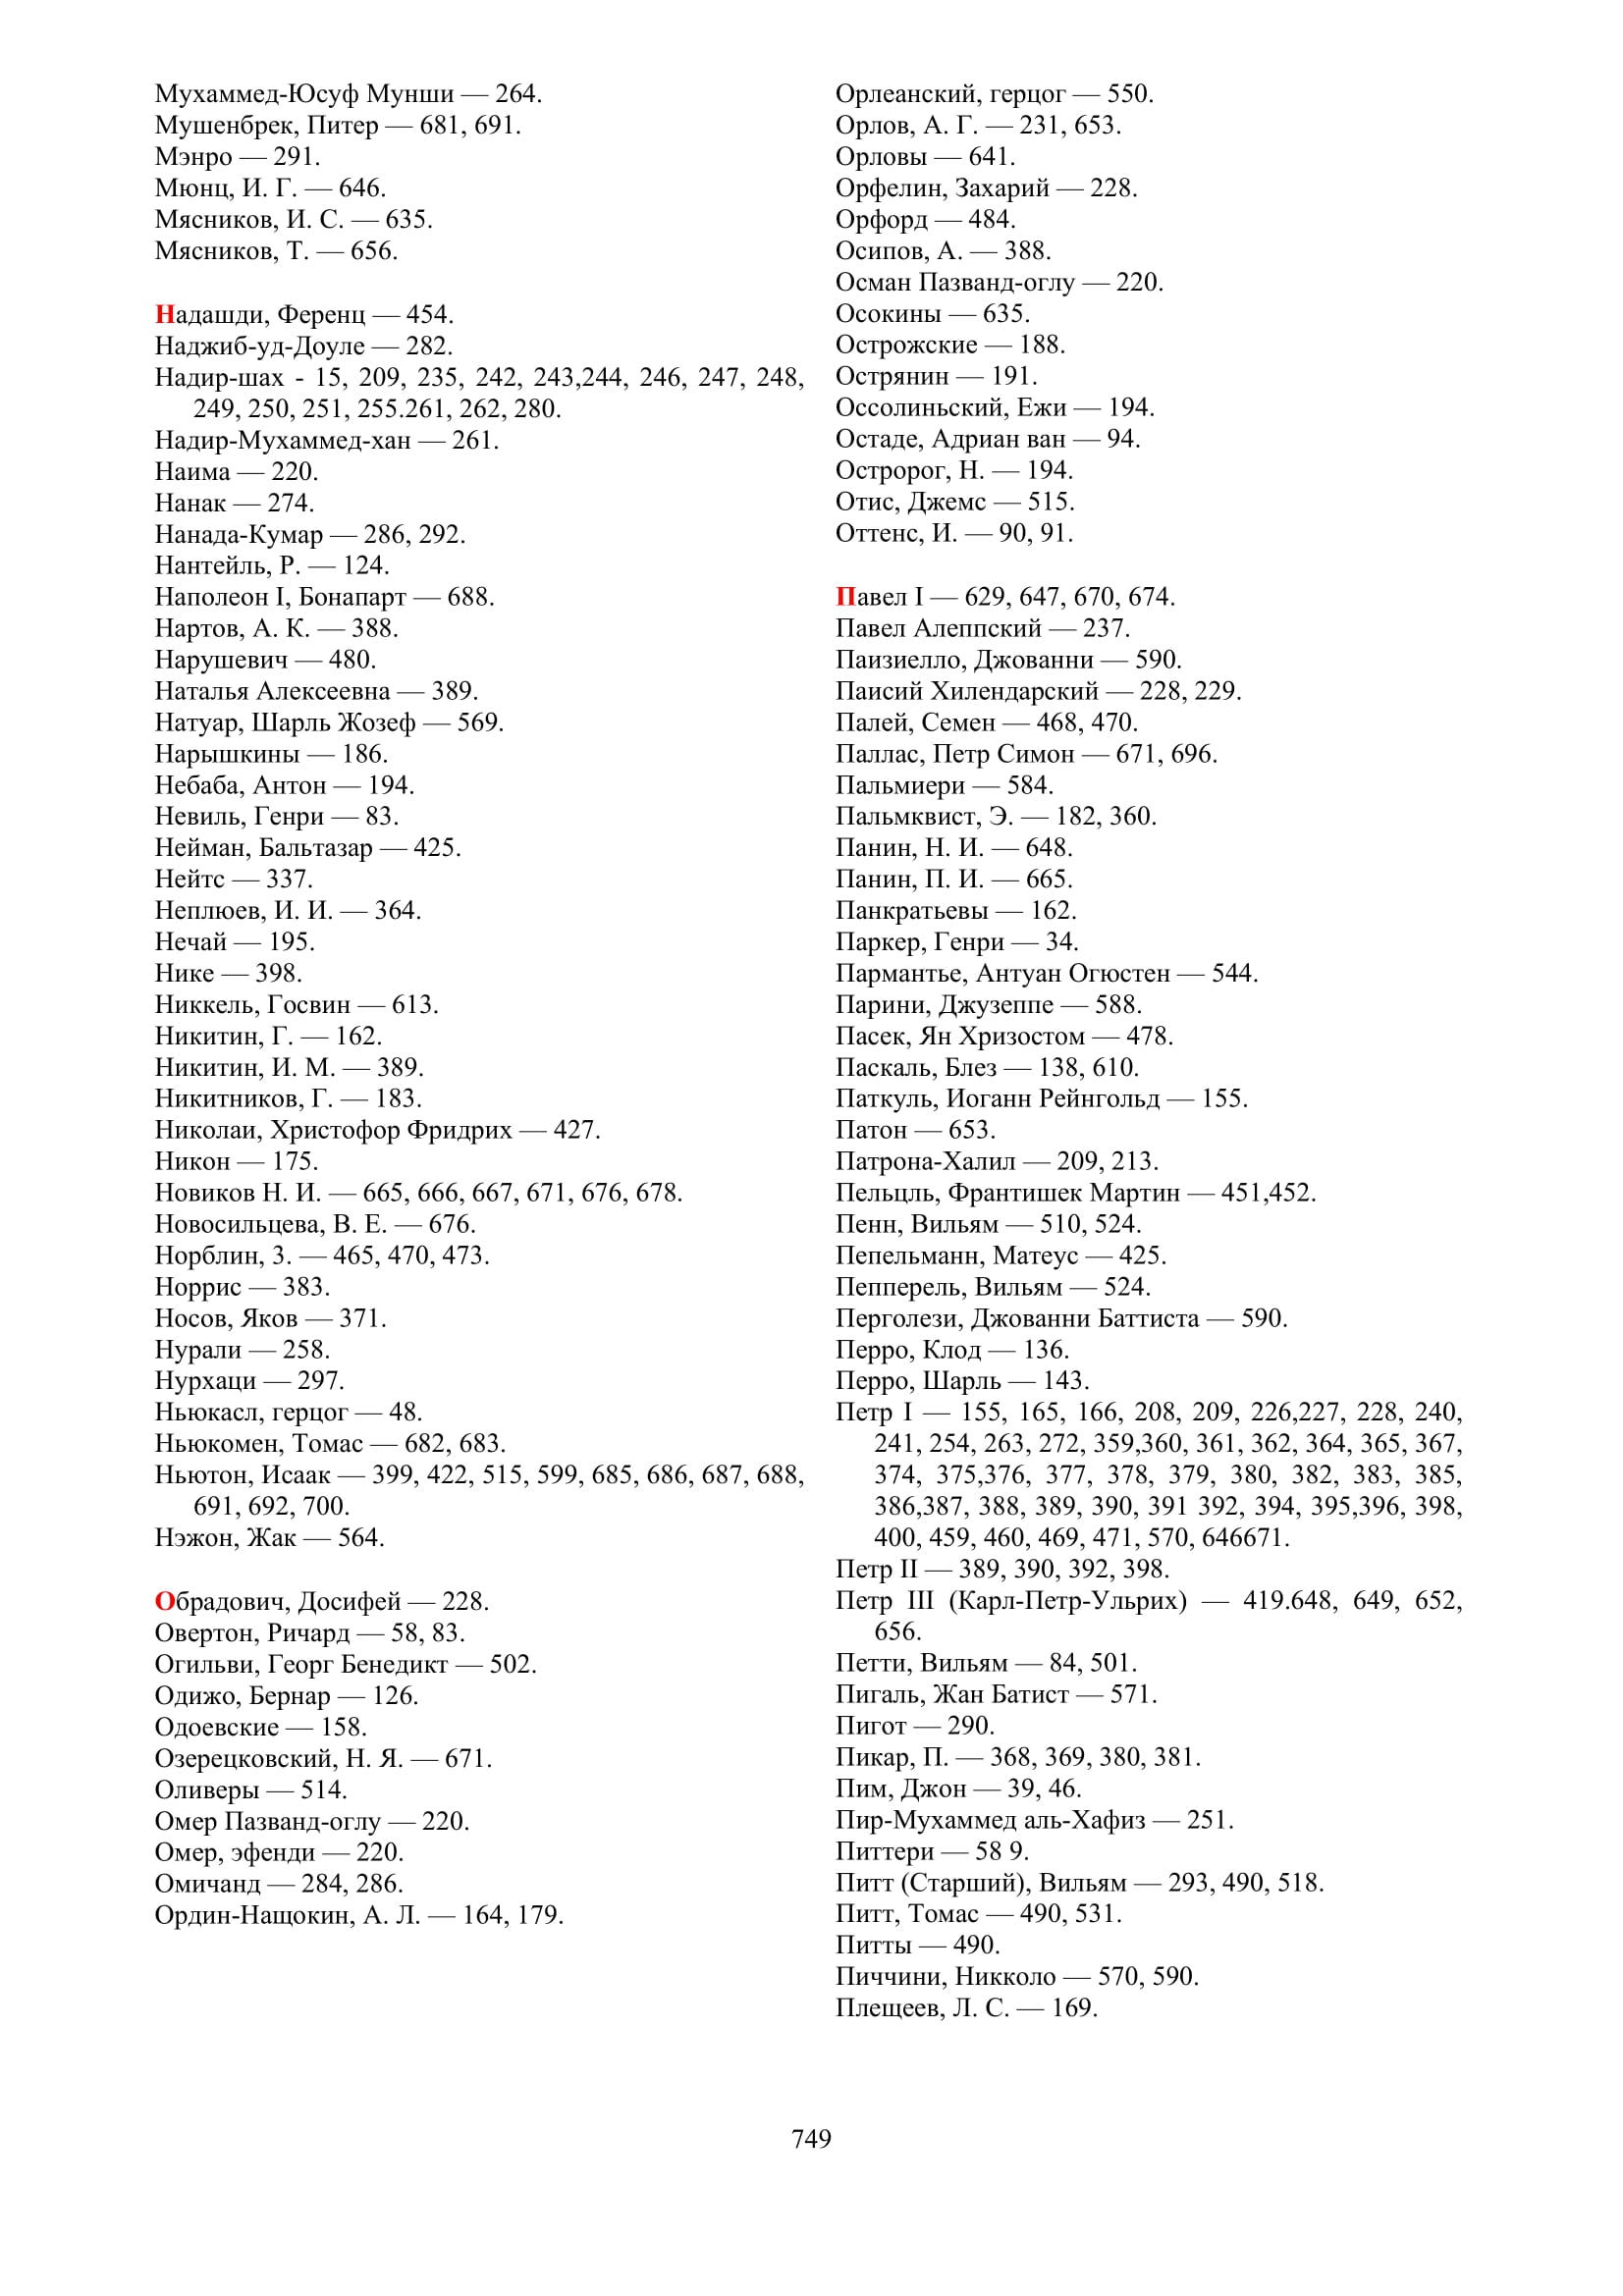 Мухаммед-Юсуф Мунши — 264.
Мушенбрек, Питер — 681, 691.
Мэнро — 291.
Мюнц, И. Г. — 646.
Мясников, И. С. — 635.
Мясников, Т. — 656.
Надашди, Ференц — 454.
Наджиб-уд-Доуле — 282.
Надир-шах - 15, 209, 235, 242, 243,244, 246, 247, 248,
249, 250, 251, 255.261, 262, 280.
Надир-Мухаммед-хан — 261.
Наима — 220.
Нанак — 274.
Нанада-Кумар — 286, 292.
Нантейль, Р. — 124.
Наполеон I, Бонапарт — 688.
Нартов, А. К. — 388.
Нарушевич — 480.
Наталья Алексеевна — 389.
Натуар, Шарль Жозеф — 569.
Нарышкины — 186.
Небаба, Антон — 194.
Невиль, Генри — 83.
Нейман, Бальтазар — 425.
Нейтс — 337.
Неплюев, И. И. — 364.
Нечай — 195.
Нике — 398.
Никкель, Госвин — 613.
Никитин, Г. — 162.
Никитин, И. М. — 389.
Никитников, Г. — 183.
Николаи, Христофор Фридрих — 427.
Никон — 175.
Новиков Н. И. — 665, 666, 667, 671, 676, 678.
Новосильцева, В. Е. — 676.
Норблин, З. — 465, 470, 473.
Норрис — 383.
Носов, Яков — 371.
Нурали — 258.
Нурхаци — 297.
Ньюкасл, герцог — 48.
Ньюкомен, Томас — 682, 683.
Ньютон, Исаак — 399, 422, 515, 599, 685, 686, 687, 688,
691, 692, 700.
Нэжон, Жак — 564.
Обрадович, Досифей — 228.
Овертон, Ричард — 58, 83.
Огильви, Георг Бенедикт — 502.
Одижо, Бернар — 126.
Одоевские — 158.
Озерецковский, Н. Я. — 671.
Оливеры — 514.
Омер Пазванд-оглу — 220.
Омер, эфенди — 220.
Омичанд — 284, 286.
Ордин-Нащокин, А. Л. — 164, 179.
Орлеанский, герцог — 550.
Орлов, А. Г. — 231, 653.
Орловы — 641.
Орфелин, Захарий — 228.
Орфорд — 484.
Осипов, А. — 388.
Осман Пазванд-оглу — 220.
Осокины — 635.
Острожские — 188.
Острянин — 191.
Оссолиньский, Ежи — 194.
Остаде, Адриан ван — 94.
Остророг, Н. — 194.
Отис, Джемс — 515.
Оттенс, И. — 90, 91.
Павел I — 629, 647, 670, 674.
Павел Алеппский — 237.
Паизиелло, Джованни — 590.
Паисий Хилендарский — 228, 229.
Палей, Семен — 468, 470.
Паллас, Петр Симон — 671, 696.
Пальмиери — 584.
Пальмквист, Э. — 182, 360.
Панин, Н. И. — 648.
Панин, П. И. — 665.
Панкратьевы — 162.
Паркер, Генри — 34.
Пармантье, Антуан Огюстен — 544.
Парини, Джузеппе — 588.
Пасек, Ян Хризостом — 478.
Паскаль, Блез — 138, 610.
Паткуль, Иоганн Рейнгольд — 155.
Патон — 653.
Патрона-Халил — 209, 213.
Пельцль, Франтишек Мартин — 451,452.
Пенн, Вильям — 510, 524.
Пепельманн, Матеус — 425.
Пепперель, Вильям — 524.
Перголези, Джованни Баттиста — 590.
Перро, Клод — 136.
Перро, Шарль — 143.
Петр I — 155, 165, 166, 208, 209, 226,227, 228, 240,
241, 254, 263, 272, 359,360, 361, 362, 364, 365, 367,
374, 375,376, 377, 378, 379, 380, 382, 383, 385,
386,387, 388, 389, 390, 391 392, 394, 395,396, 398,
400, 459, 460, 469, 471, 570, 646671.
Петр II — 389, 390, 392, 398.
Петр III (Карл-Петр-Ульрих) — 419.648, 649, 652,
656.
Петти, Вильям — 84, 501.
Пигаль, Жан Батист — 571.
Пигот — 290.
Пикар, П. — 368, 369, 380, 381.
Пим, Джон — 39, 46.
Пир-Мухаммед аль-Хафиз — 251.
Питтери — 58 9.
Питт (Старший), Вильям — 293, 490, 518.
Питт, Томас — 490, 531.
Питты — 490.
Пиччини, Никколо — 570, 590.
Плещеев, Л. С. — 169.
749